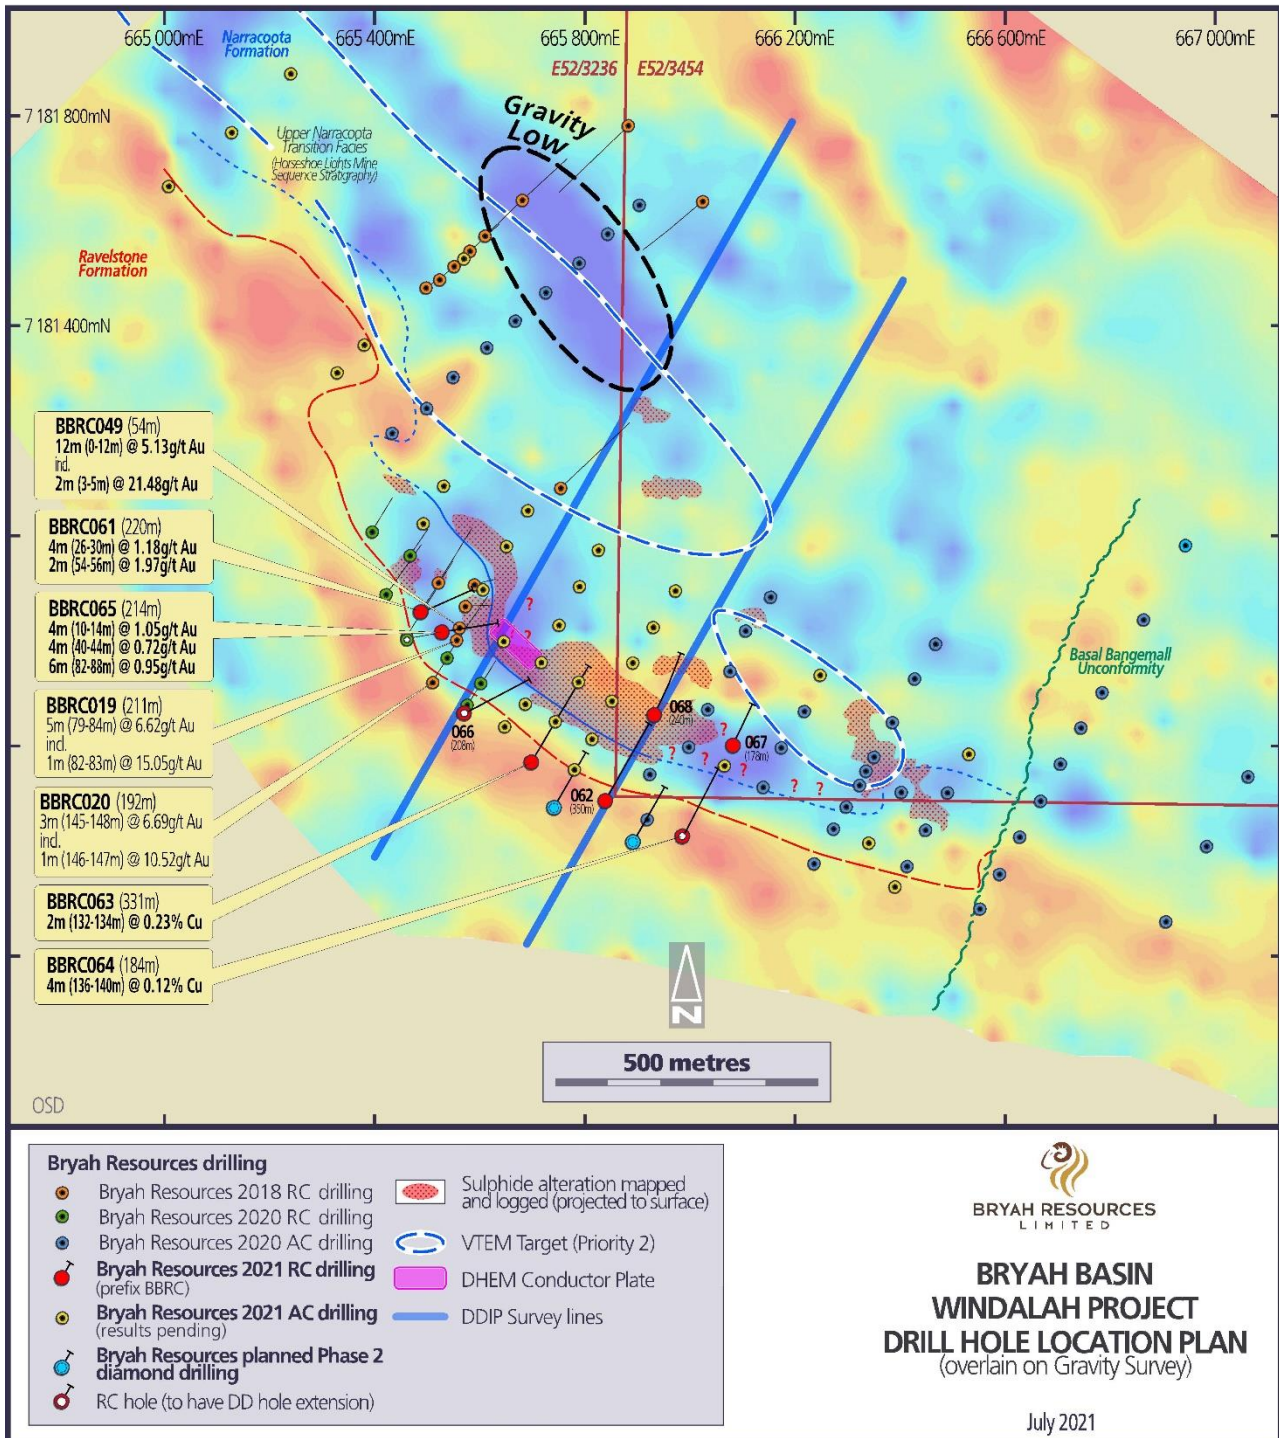 665 000mE
665 400mE
665 800mE
666 200mE
666 600mE
667 000mE
Narracoota
Formation
E52/3236
E52/3454
7 181 800mN
Gravity
Low
Upper Narracoota
Transition Facies
(Horseshoe Lights Mine
Sequence Stratigraphy)
Ravelstone
Formation
7 181 400mN
BBRC049 (54m)
12m (0-12m) @ 5.13g/t Au
incl.
2m (3-5m) @ 21.48g/t Au
BBRC061 (220m)
4m (26-30m) @ 1.18g/t Au
2m (54-56m) @ 1.97g/t Au
BBRC065 (214m)
4m (10-14m) @ 1.05g/t Au
4m (40-44m) @ 0.72g/t Au
6m (82-88m) @ 0.95g/t Au
BBRC019 (211m)
5m (79-84m) @ 6.62g/t Au
incl.
1m (82-83m) @ 15.05g/t Au
BBRC020 (192m)
3m (145-148m) @ 6.69g/t Au
incl.
1m (146-147m) @ 10.52g/t Au
BBRC063 (331m)
2m (132-134m) @ 0.23% Cu
BBRC064 (184m)
4m (136-140m) @ 0.12% Cu
?
?
Basal Bangemall
Unconformity
068
(240m)
066
(208m)
067
(178m)
? ? ? ?
? ?
062
(350m)
N
500 metres
OSD
Bryah Resources drilling
Bryah Resources 2018 RC drilling
Bryah Resources 2020 RC drilling
Bryah Resources 2020 AC drilling
Bryah Resources 2021 RC drilling
(prefix BBRC)
Bryah Resources 2021 AC drilling
(results pending)
Bryah Resources planned Phase 2
diamond drilling
RC hole (to have DD hole extension)
Sulphide alteration mapped
and logged (projected to surface)
VTEM Target (Priority 2)
DHEM Conductor Plate
DDIP Survey lines
BRYAH RESOURCES
LIMITED
BRYAH BASIN
WINDALAH PROJECT
DRILL HOLE LOCATION PLAN
(overlain on Gravity Survey)
July 2021